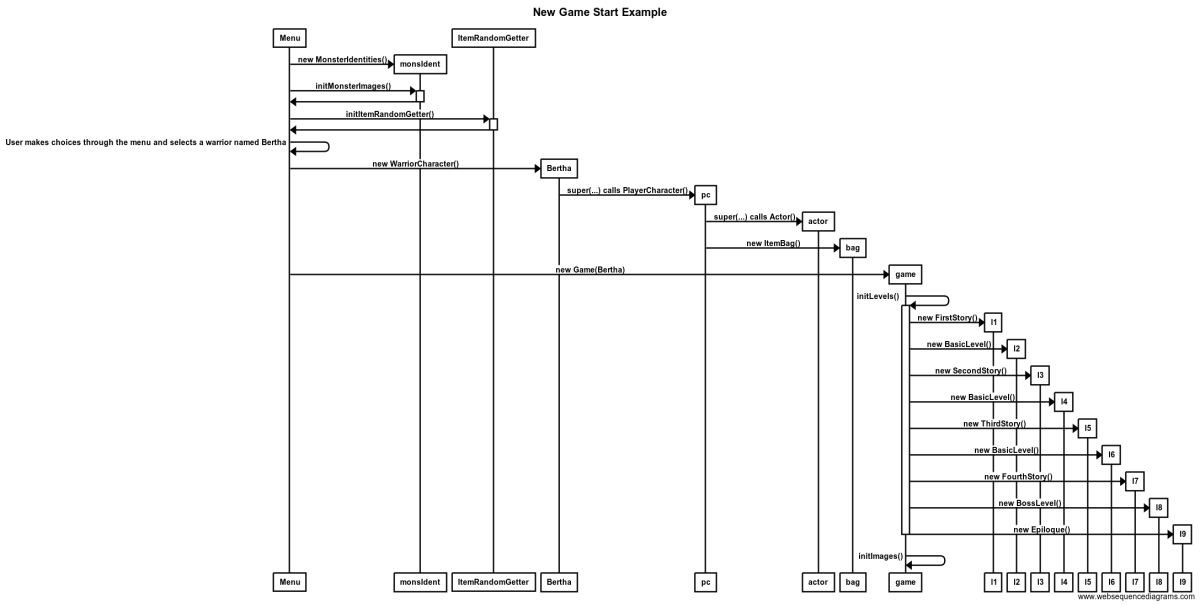 New Game Start Example
Menu
ItemRandomGetter
new MonsterIdentities()
monsIdent
initMonsterImages()
initItemRandomGetter()
User makes choices through the menu and selects a warrior named Bertha
new WarriorCharacter()
Bertha
super(...) calls PlayerCharacter()
pc
super(...) calls Actor()
actor
new ItemBag()
bag
new Game(Bertha)
game
initLevels()
new FirstStory()
l1
new BasicLevel()
l2
new SecondStory()
l3
new BasicLevel()
l4
new ThirdStory()
l5
new BasicLevel()
l6
new FourthStory()
l7
new BossLevel()
l8
new Epiloque()
l9
initImages()
Menu monsIdent ItemRandomGetter Bertha pc actor bag game l1 l2 l3 l4 l5 l6 l7 l8 l9
www.websequencediagrams.com